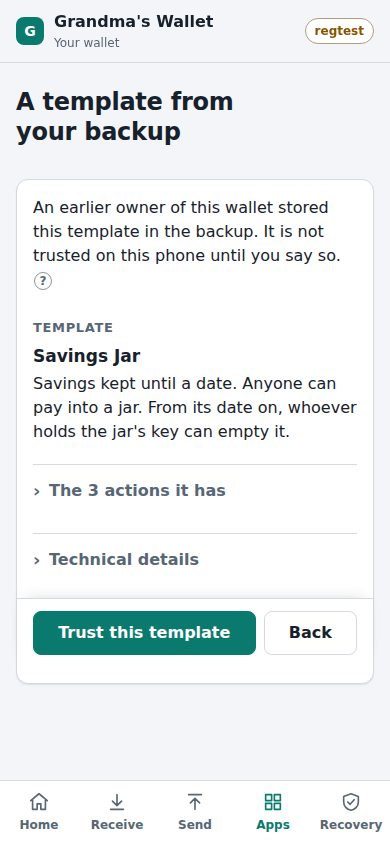 G
Grandma's Wallet
Your wallet
regtest
A template from
your backup
An earlier owner of this wallet stored
this template in the backup. It is not
trusted on this phone until you say so.
?
TEMPLATE
Savings Jar
Savings kept until a date. Anyone can
pay into a jar. From its date on, whoever
holds the jar's key can empty it.
› The 3 actions it has
› Technical details
Trust this template
Back
Home
Receive
Send
Apps
Recovery